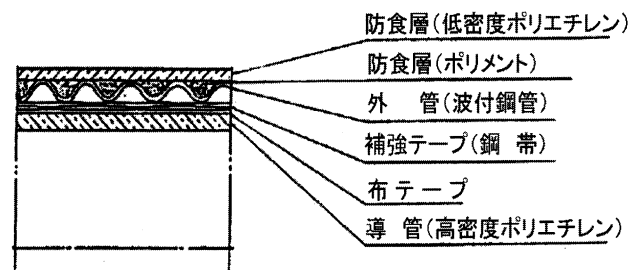 防食層(低密度ポリエチレン)
防食層(ポリメント)
外 管(波付鋼管)
補強テープ(鋼 帯)
布テープ
導 管(高密度ポリエチレン)